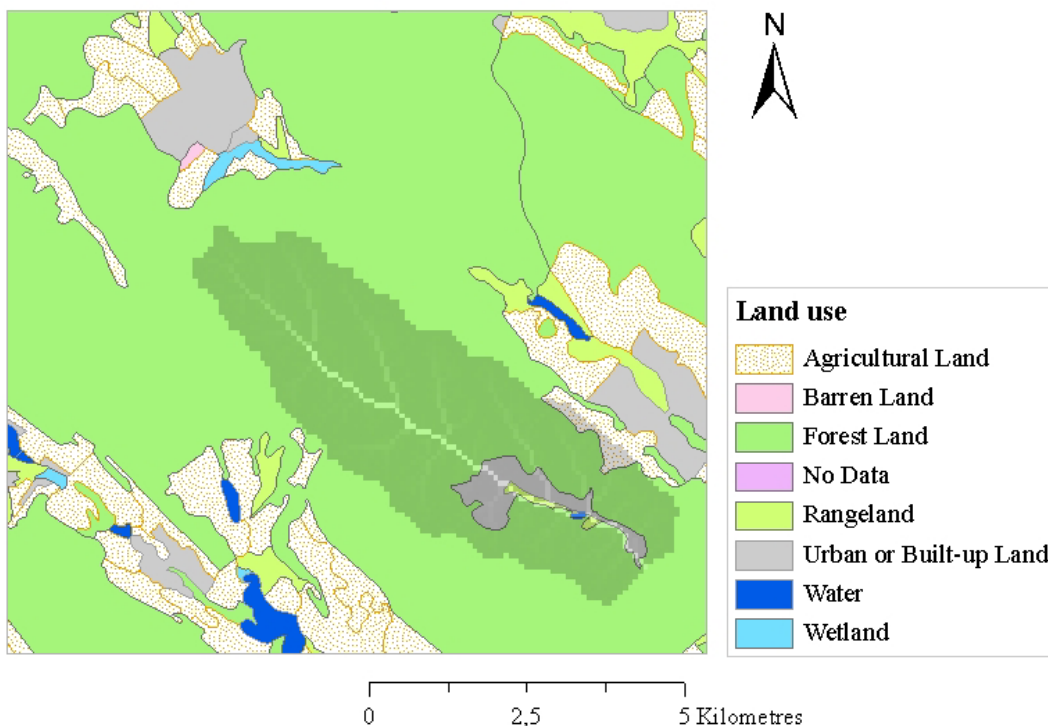 N
Land use
Agricultural Land
Barren Land
Forest Land
No Data
Rangeland
Urban or Built-up Land
Water
Wetland
0 2,5 5 Kilometres